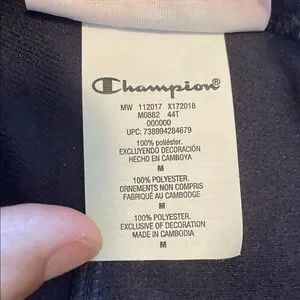 Champion®
MW 112017 X172018
M0882 44T
000000
UPC: 738994284679
100% poliéster.
EXCLUYENDO DECORACIÓN
HECHO EN CAMBOYA
M
100% POLYESTER.
ORNEMENTS NON COMPRIS
FABRIQUÉ AU CAMBODGE
M
100% POLYESTER.
EXCLUSIVE OF DECORATION
MADE IN CAMBODIA
M